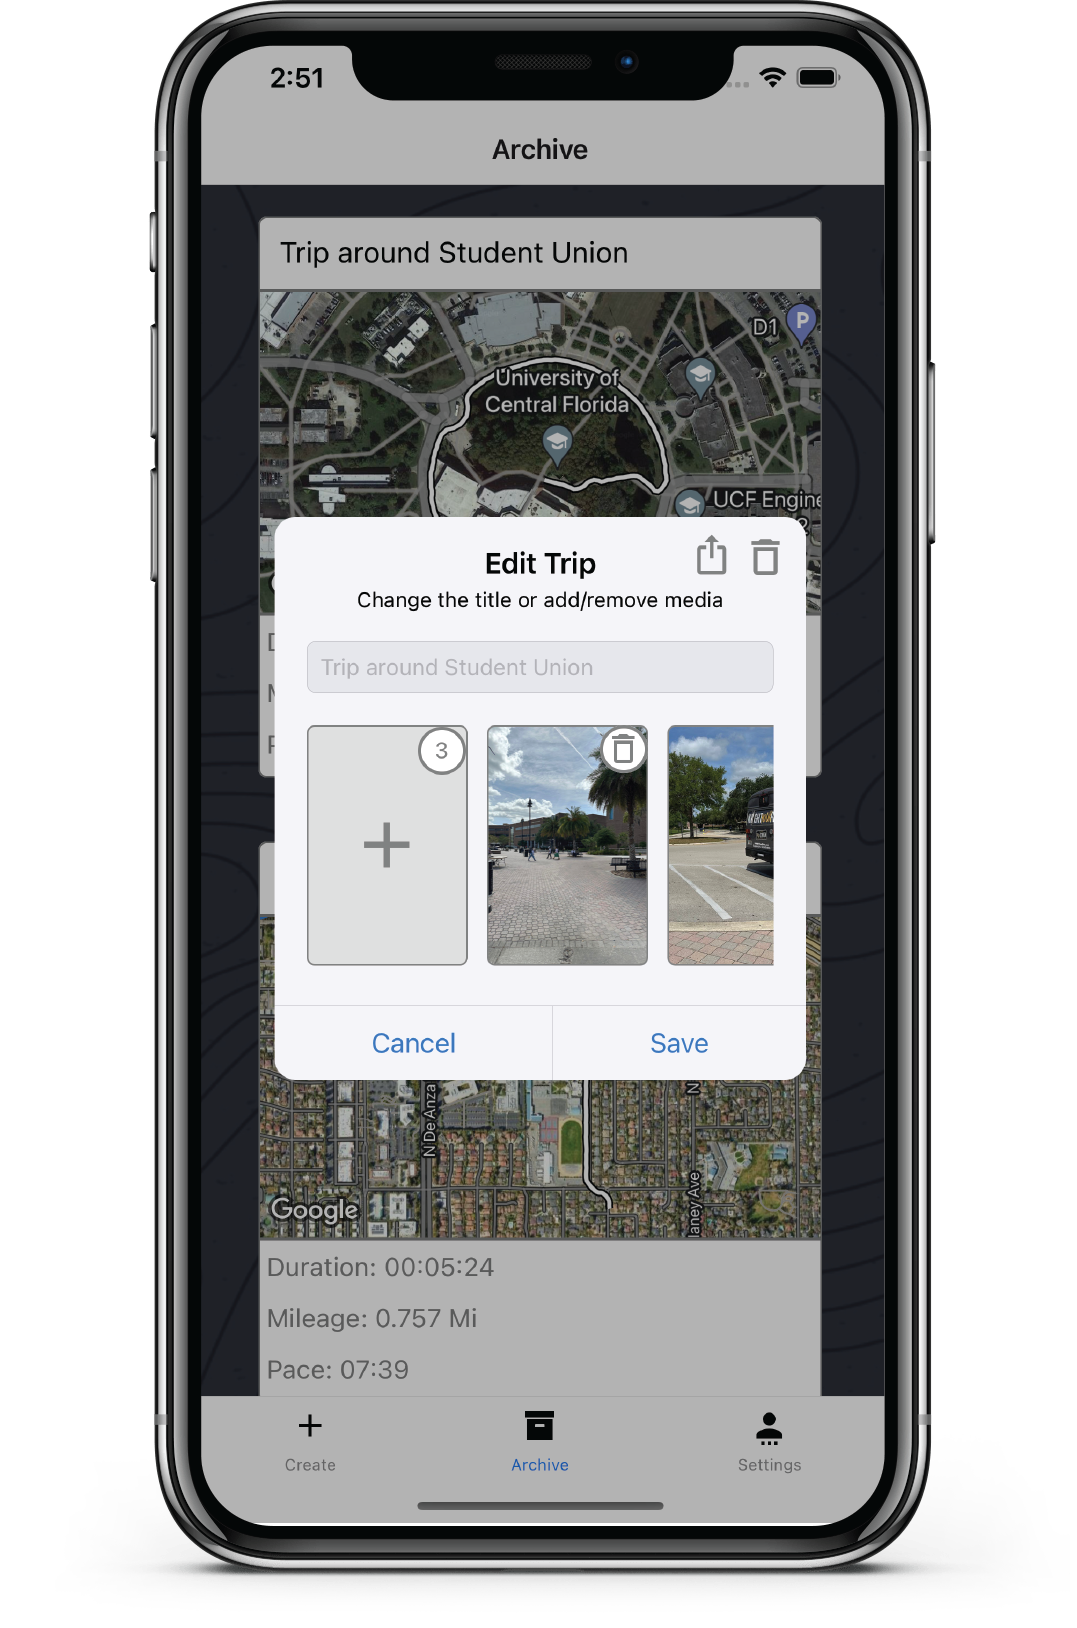 2:51
Archive
Trip around Student Union
D1
P
University of
Central Florida
UCF Engine
2
Edit Trip
Change the title or add/remove media
Trip around Student Union
3
Cancel
Save
N De Anza
N
laney Ave
Google
Duration: 00:05:24
Mileage: 0.757 Mi
Pace: 07:39
Create
Archive
Settings